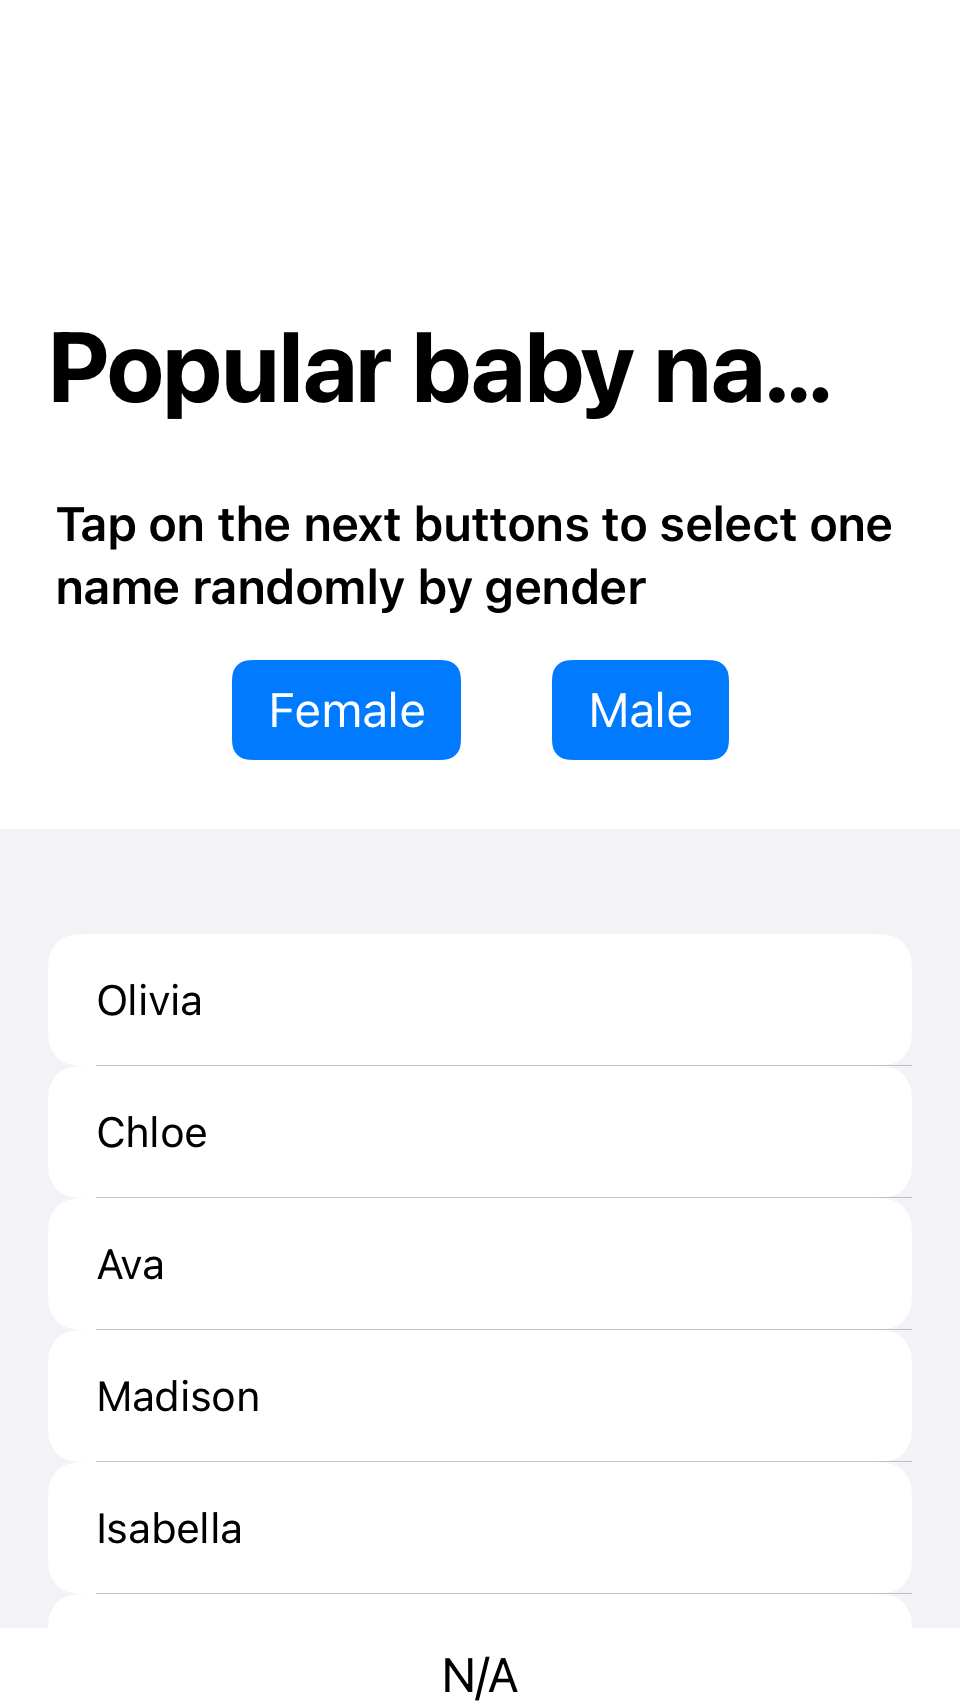 Popular baby na...
Tap on the next buttons to select one
name randomly by gender
Female Male
Olivia
Chloe
Ava
Madison
Isabella
N/A